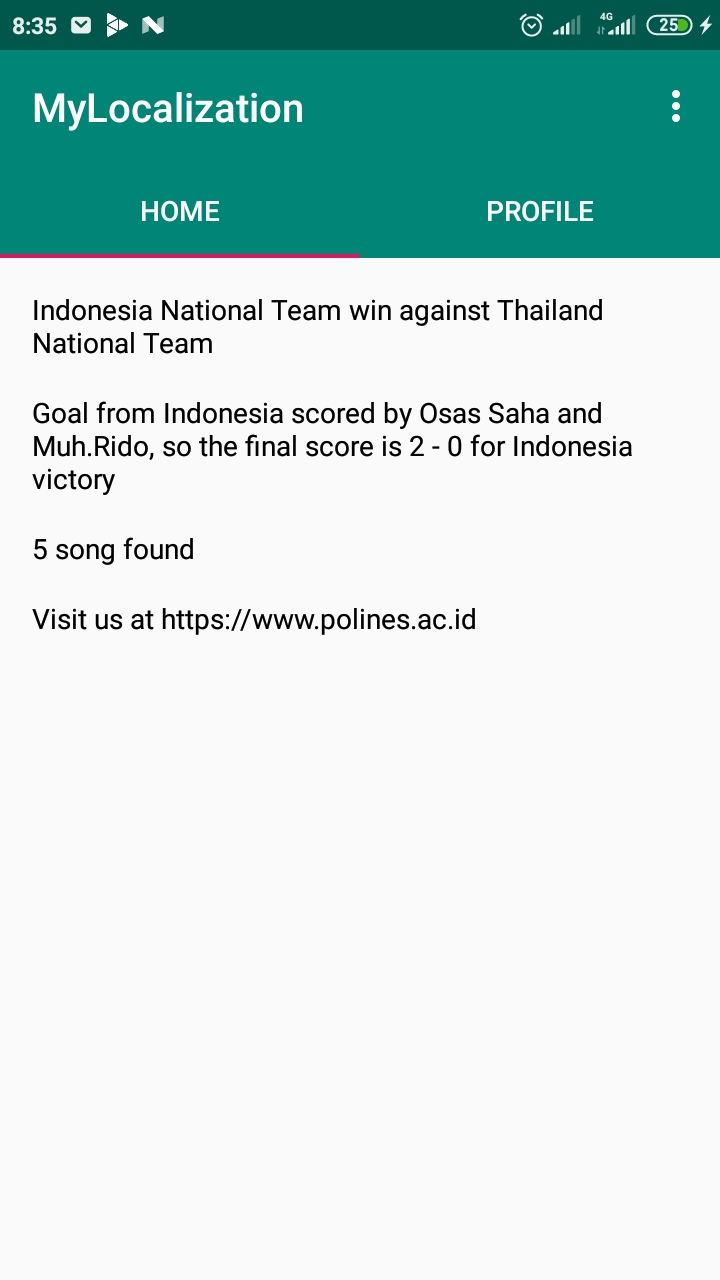 8:35
4G
25
MyLocalization
HOME
PROFILE
Indonesia National Team win against Thailand
National Team
Goal from Indonesia scored by Osas Saha and
Muh.Rido, so the final score is 2 - 0 for Indonesia
victory
5 song found
Visit us at https://www.polines.ac.id